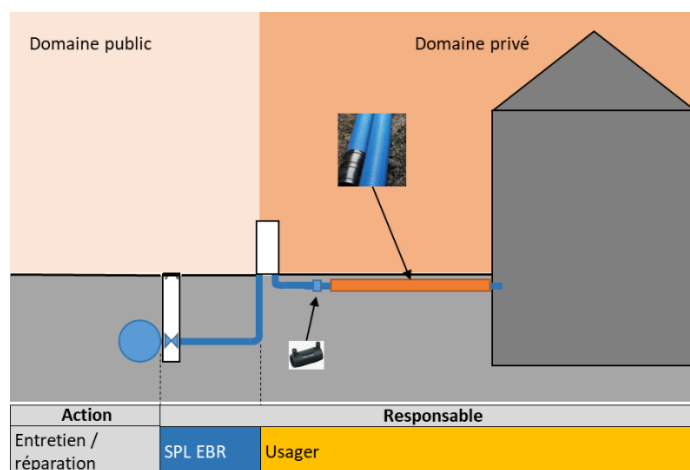 Domaine public
Domaine privé
Action
Responsable
Entretien /
réparation
SPL EBR
Usager